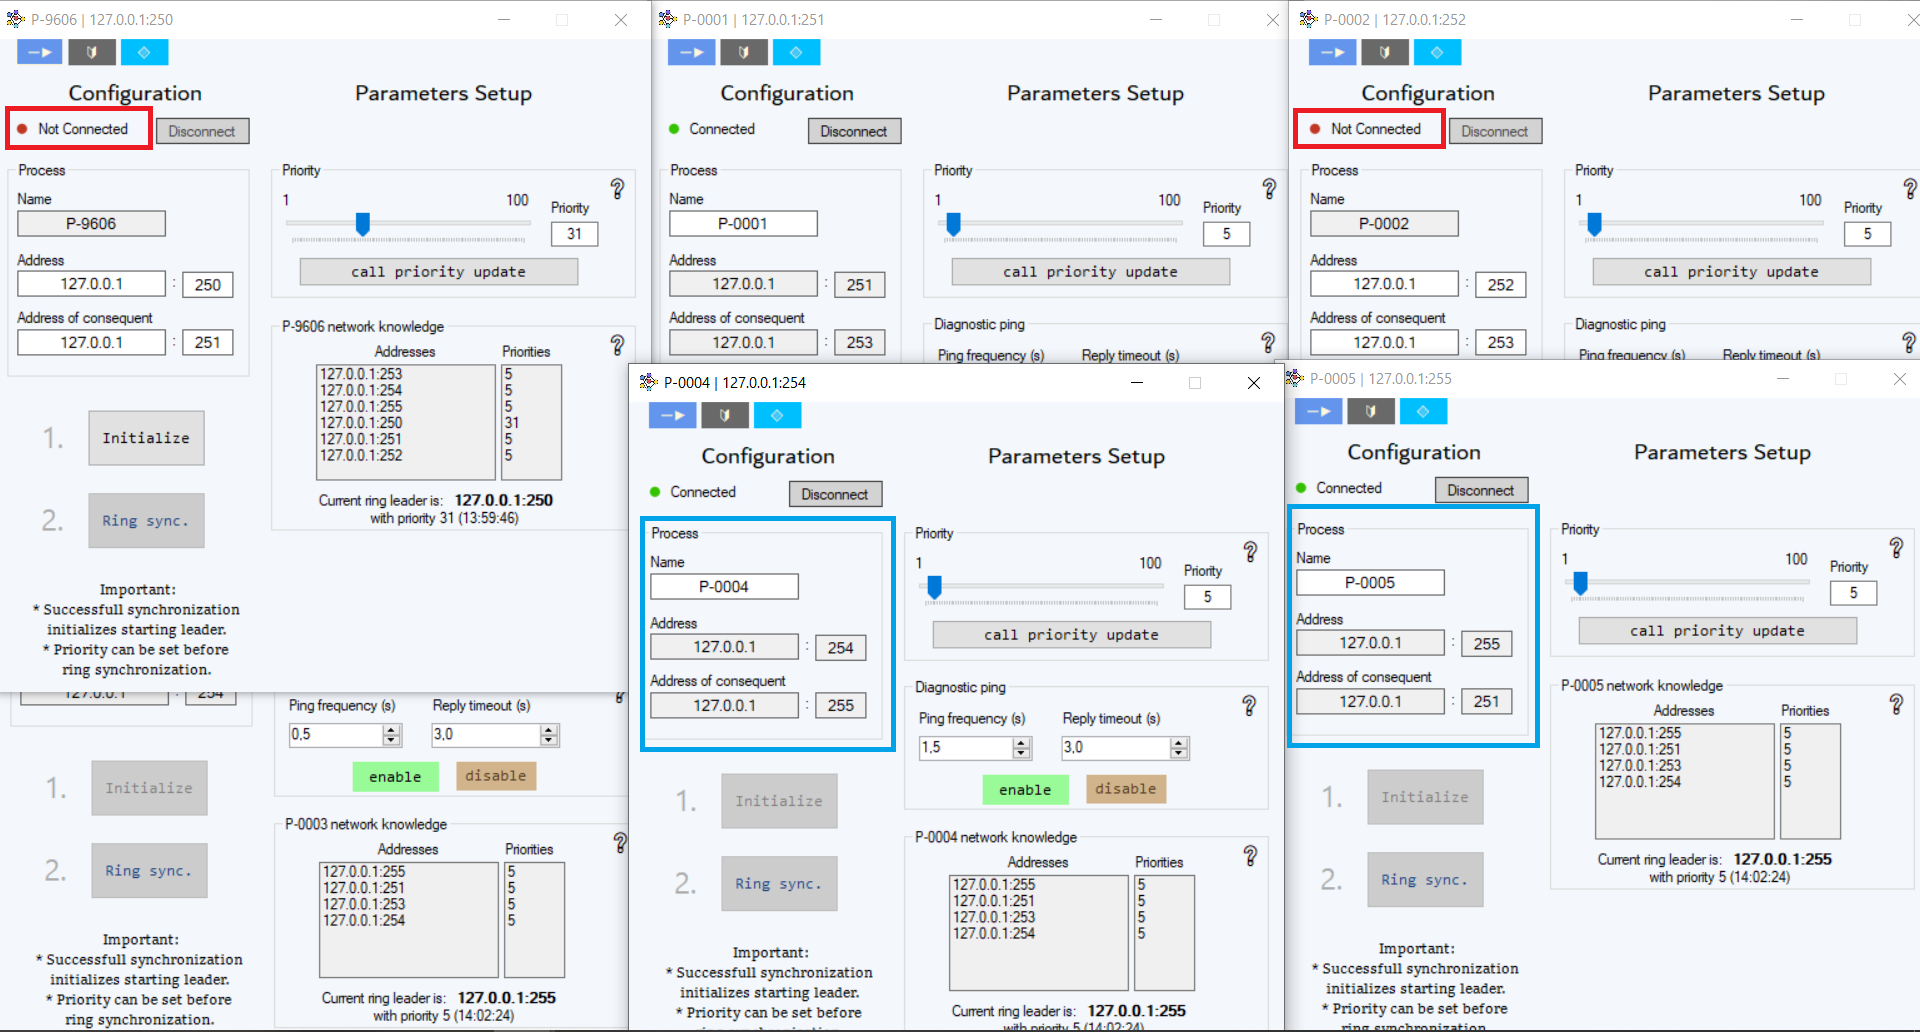 P-9606 | 127.0.0.1:250
Configuration
Parameters Setup
Not Connected
Disconnect
Process
Name
P-9606
Address
127.0.0.1 : 250
Address of consequent
127.0.0.1 : 251
Priority
1
100
Priority
31
call priority update
P-9606 network knowledge
Addresses Priorities
127.0.0.1:253 5
127.0.0.1:254 5
127.0.0.1:255 5
127.0.0.1:250 31
127.0.0.1:251 5
127.0.0.1:252 5
Current ring leader is: 127.0.0.1:250
with priority 31 (13:59:46)
1. Initialize
2. Ring sync.
Important:
* Successfull synchronization
initializes starting leader.
* Priority can be set before
ring synchronization.
P-0001 | 127.0.0.1:251
Configuration
Parameters Setup
Connected
Disconnect
Process
Name
P-0001
Address
127.0.0.1 : 251
Address of consequent
127.0.0.1 : 253
Priority
1
100
Priority
5
call priority update
Diagnostic ping
Ping frequency (s) Reply timeout (s)
P-0002 | 127.0.0.1:252
Configuration
Parameters Setup
Not Connected
Disconnect
Process
Name
P-0002
Address
127.0.0.1 : 252
Address of consequent
127.0.0.1 : 253
Priority
1
100
Priority
5
call priority update
Diagnostic ping
Ping frequency (s) Reply timeout (s)
127.0.0.1 : 254
Ping frequency (s) Reply timeout (s)
0,5 3,0
enable disable
1. Initialize
2. Ring sync.
Important:
* Successfull synchronization
initializes starting leader.
* Priority can be set before
ring synchronization.
P-0003 network knowledge
Addresses Priorities
127.0.0.1:255 5
127.0.0.1:251 5
127.0.0.1:253 5
127.0.0.1:254 5
Current ring leader is: 127.0.0.1:255
with priority 5 (14:02:24)
P-0004 | 127.0.0.1:254
Configuration
Parameters Setup
Connected
Disconnect
Process
Name
P-0004
Address
127.0.0.1 : 254
Address of consequent
127.0.0.1 : 255
Priority
1
100
Priority
5
call priority update
Diagnostic ping
Ping frequency (s) Reply timeout (s)
1,5 3,0
enable disable
1. Initialize
2. Ring sync.
Important:
* Successfull synchronization
initializes starting leader.
* Priority can be set before
ring synchronization.
P-0004 network knowledge
Addresses Priorities
127.0.0.1:255 5
127.0.0.1:251 5
127.0.0.1:253 5
127.0.0.1:254 5
Current ring leader is: 127.0.0.1:255
with priority 5 (14:02:24)
P-0005 | 127.0.0.1:255
Configuration
Parameters Setup
Connected
Disconnect
Process
Name
P-0005
Address
127.0.0.1 : 255
Address of consequent
127.0.0.1 : 251
Priority
1
100
Priority
5
call priority update
P-0005 network knowledge
Addresses Priorities
127.0.0.1:255 5
127.0.0.1:251 5
127.0.0.1:253 5
127.0.0.1:254 5
Current ring leader is: 127.0.0.1:255
with priority 5 (14:02:24)
1. Initialize
2. Ring sync.
Important:
* Successfull synchronization
initializes starting leader.
* Priority can be set before
ring synchronization.